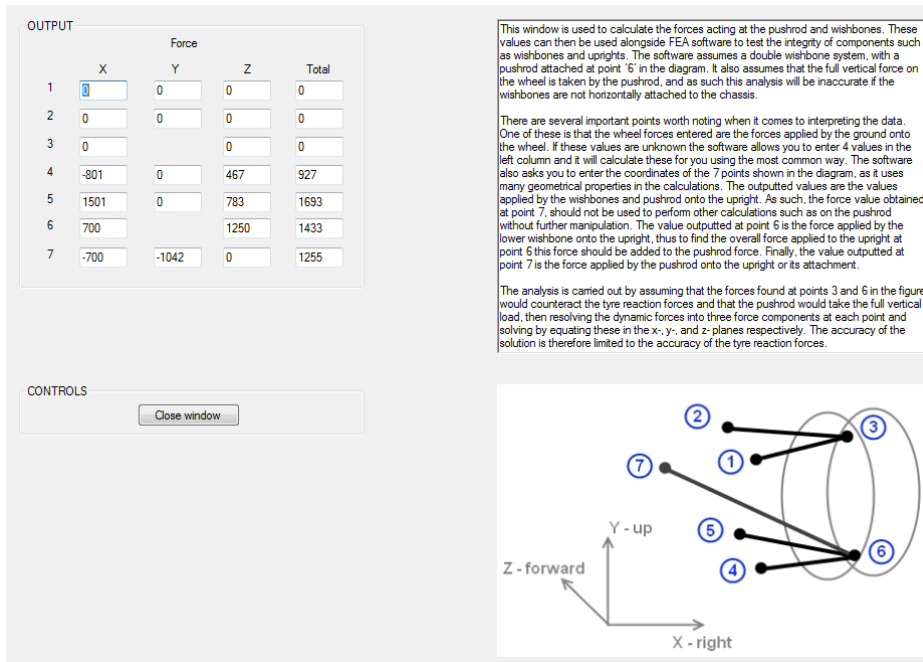 OUTPUT
Force
X Y Z Total
1 0 0 0 0
2 0 0 0 0
3 0 0 0
4 -801 0 467 927
5 1501 0 783 1693
6 700 1250 1433
7 -700 -1042 0 1255
CONTROLS
Close window
This window is used to calculate the forces acting at the pushrod and wishbones. These
values can then be used alongside FEA software to test the integrity of components such
as wishbones and uprights. The software assumes a double wishbone system, with a
pushrod attached at point '6' in the diagram. It also assumes that the full vertical force on
the wheel is taken by the pushrod, and as such this analysis will be inaccurate if the
wishbones are not horizontally attached to the chassis.
There are several important points worth noting when it comes to interpreting the data.
One of these is that the wheel forces entered are the forces applied by the ground onto
the wheel. If these values are unknown the software allows you to enter 4 values in the
left column and it will calculate these for you using the most common way. The software
also asks you to enter the coordinates of the 7 points shown in the diagram, as it uses
many geometrical properties in the calculations. The outputted values are the values
applied by the wishbones and pushrod onto the upright. As such, the force value obtained
at point 7, should not be used to perform other calculations such as on the pushrod
without further manipulation. The value outputted at point 6 is the force applied by the
lower wishbone onto the upright, thus to find the overall force applied to the upright at
point 6 this force should be added to the pushrod force. Finally, the value outputted at
point 7 is the force applied by the pushrod onto the upright or its attachment.
The analysis is carried out by assuming that the forces found at points 3 and 6 in the figure
would counteract the tyre reaction forces and that the pushrod would take the full vertical
load, then resolving the dynamic forces into three force components at each point and
solving by equating these in the x-, y-, and z- planes respectively. The accuracy of the
solution is therefore limited to the accuracy of the tyre reaction forces.
2
3
1
7
5
6
4
Y - up
Z - forward
X - right